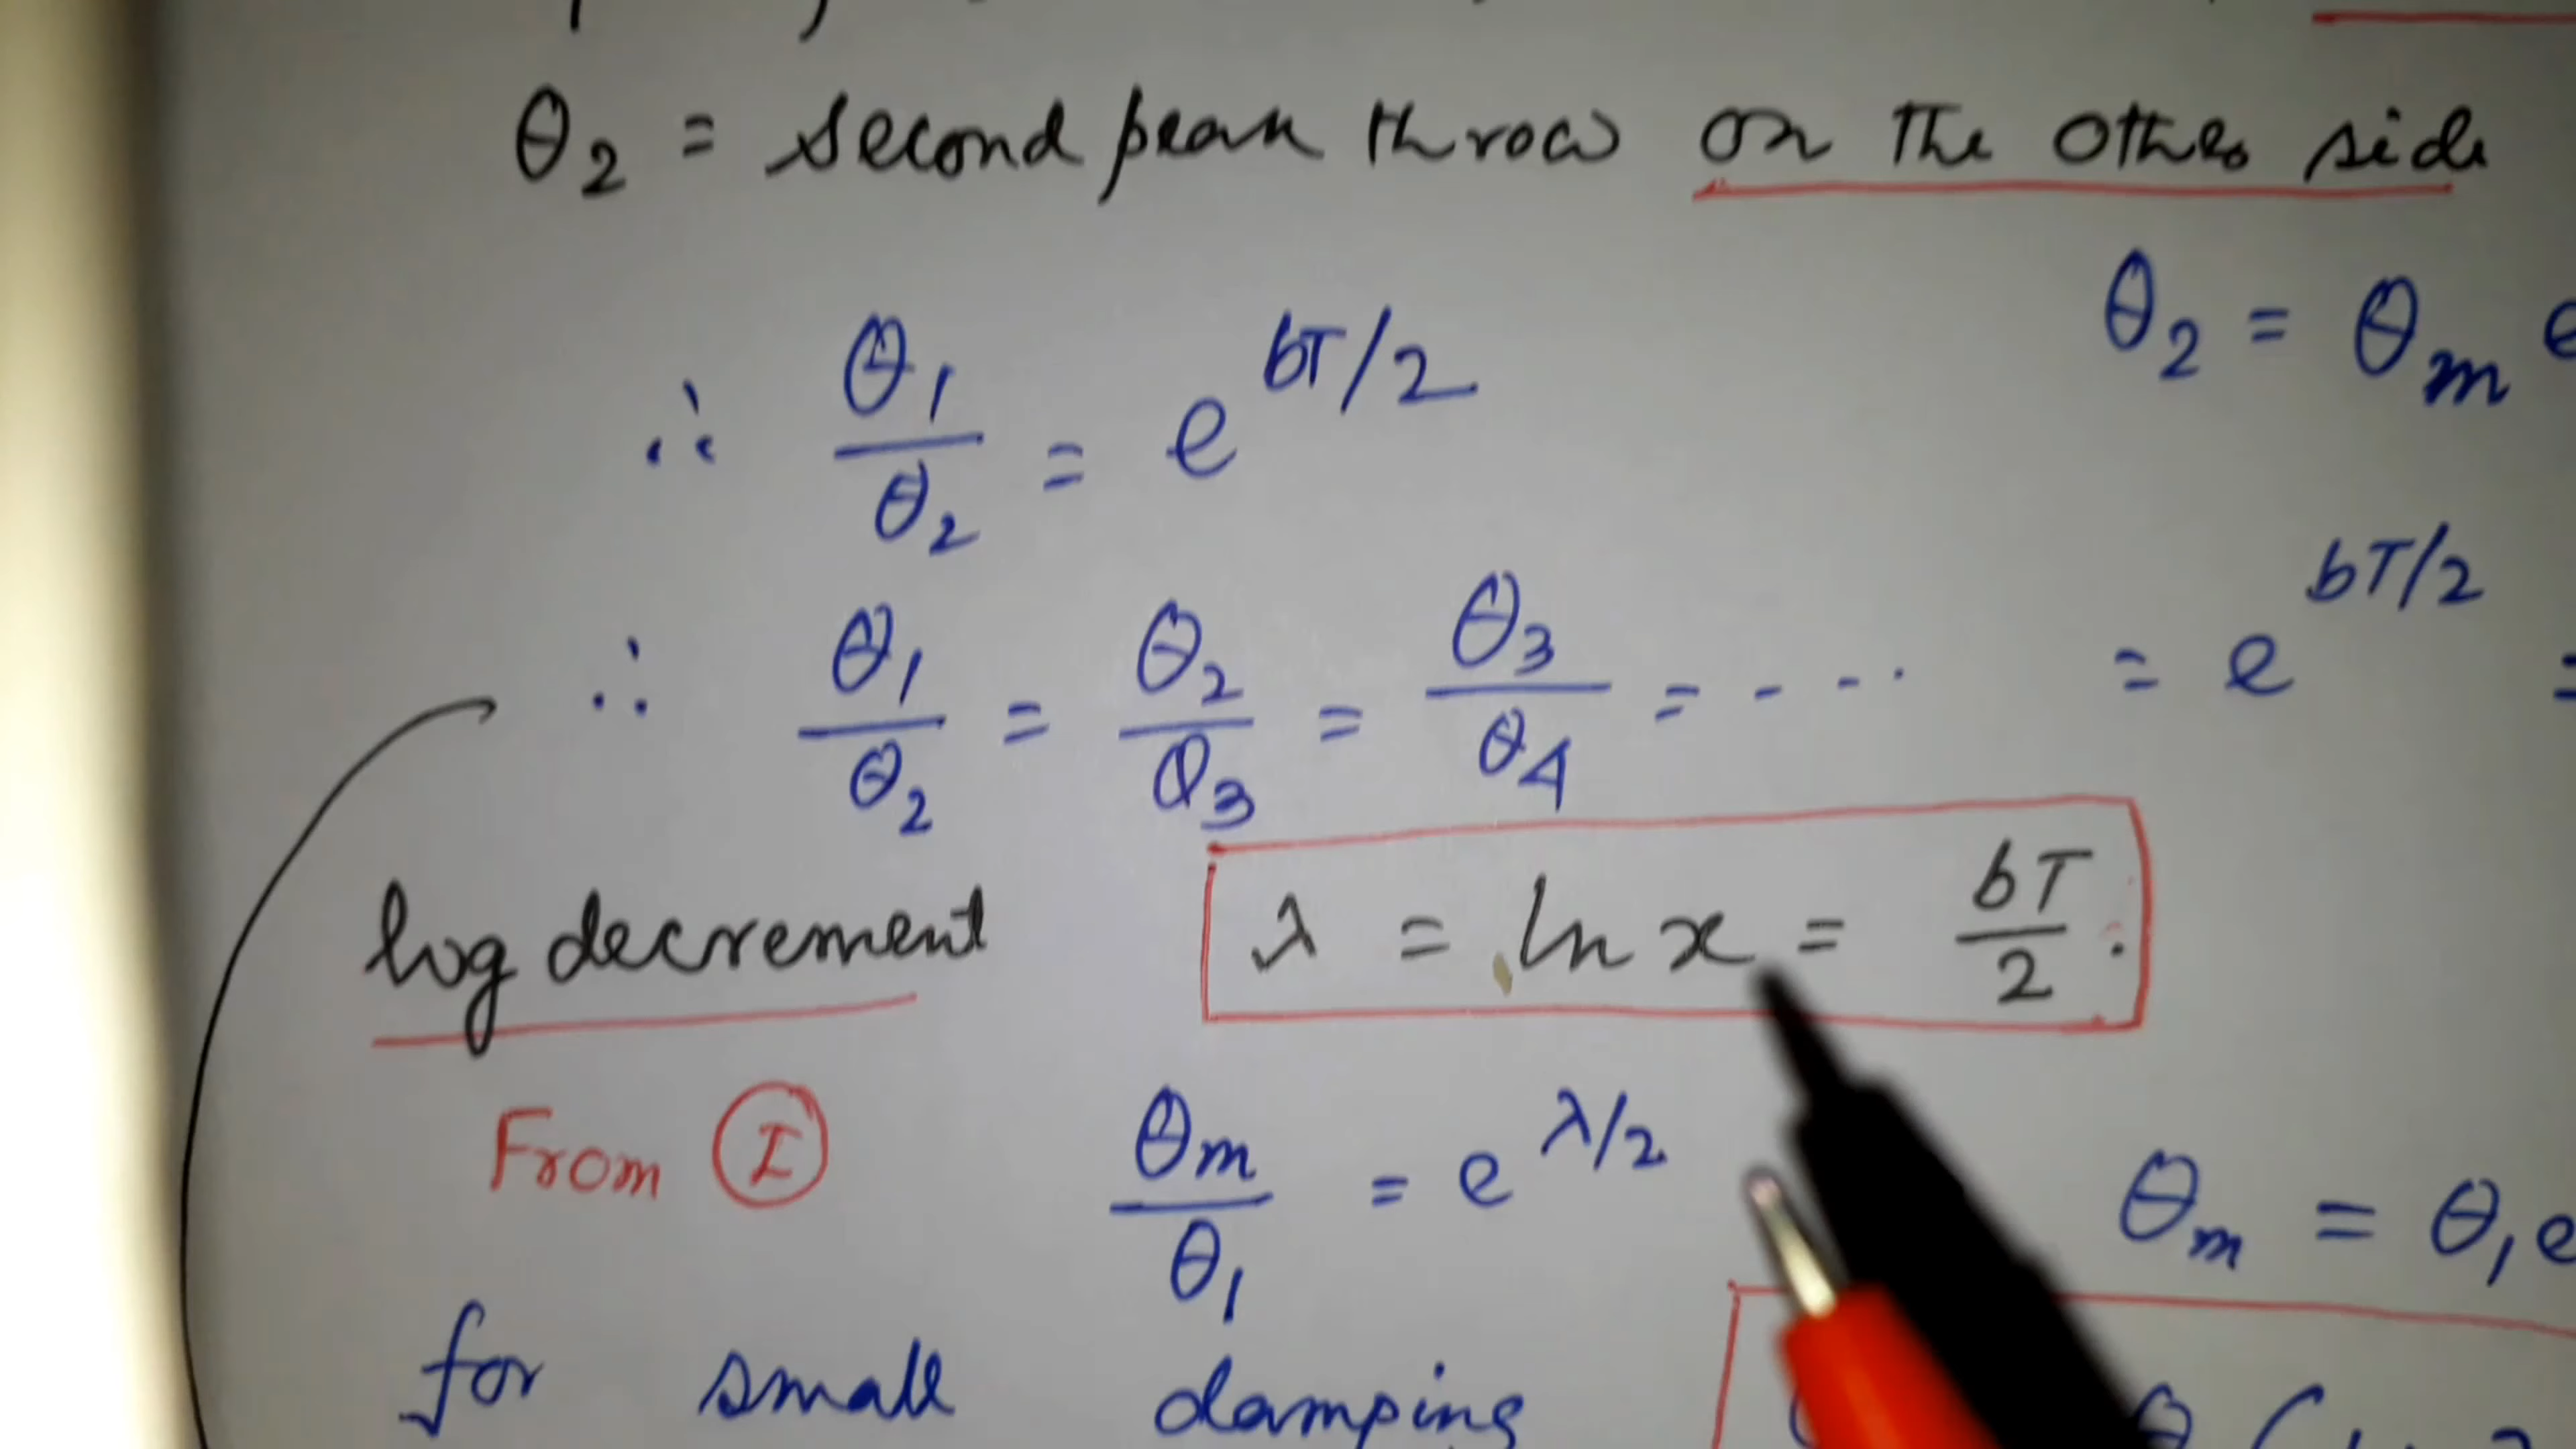 θ₂ = second peak throw on the other side
θ₂ = θₘ
∴ θ₁/θ₂ = e^(bT/2)
∴ θ₁/θ₂ = θ₂/θ₃ = θ₃/θ₄ = - - - · = e^(bT/2) =
log decrement λ = ln x = bT/2 .
From Ⓘ θₘ/θ₁ = e^(λ/2) θₘ = θ₁e
for small damping